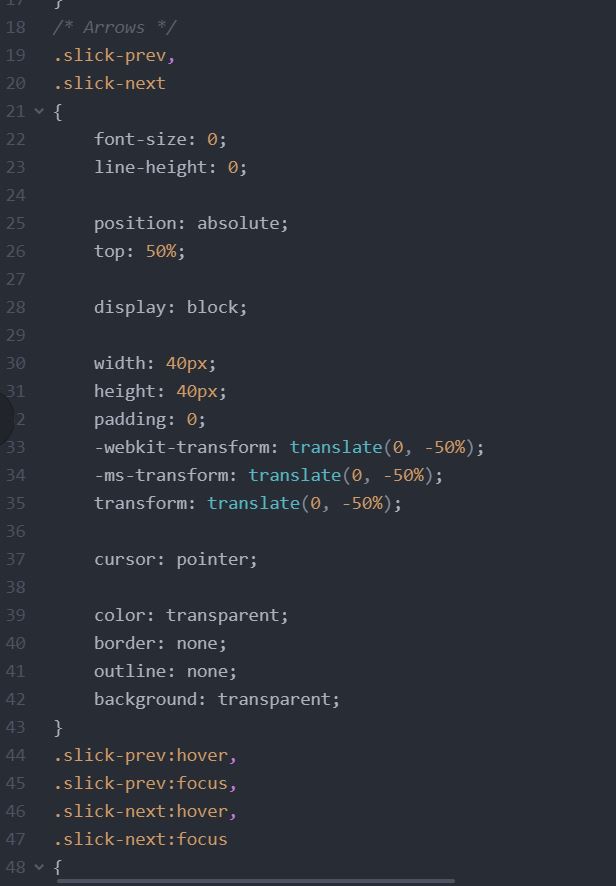 17 }
18 /* Arrows */
19 .slick-prev,
20 .slick-next
21 {
22 font-size: 0;
23 line-height: 0;
24
25 position: absolute;
26 top: 50%;
27
28 display: block;
29
30 width: 40px;
31 height: 40px;
2 padding: 0;
33 -webkit-transform: translate(0, -50%);
34 -ms-transform: translate(0, -50%);
35 transform: translate(0, -50%);
36
37 cursor: pointer;
38
39 color: transparent;
40 border: none;
41 outline: none;
42 background: transparent;
43 }
44 .slick-prev:hover,
45 .slick-prev:focus,
46 .slick-next:hover,
47 .slick-next:focus
48 {